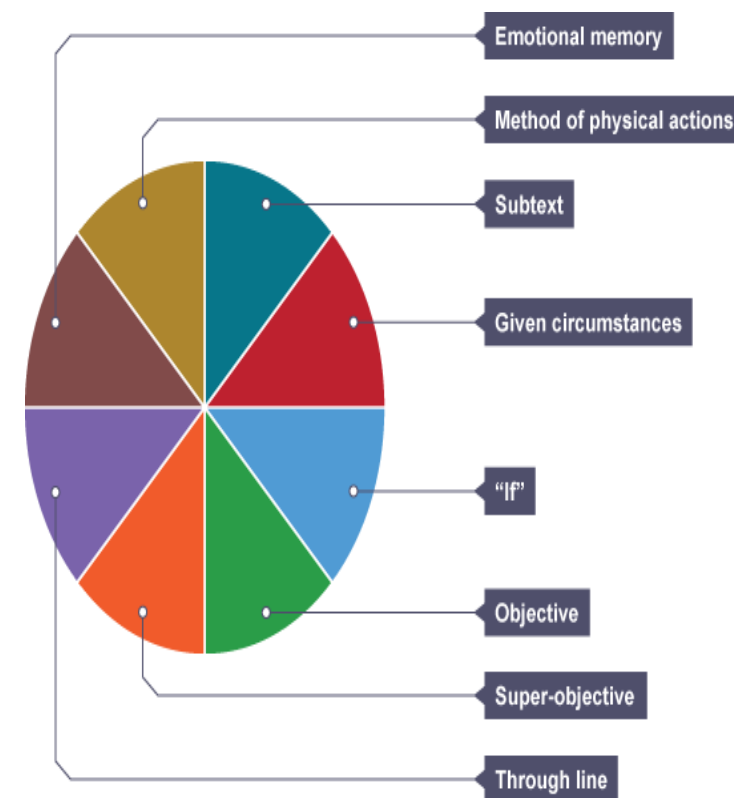 Emotional memory
Method of physical actions
Subtext
Given circumstances
“If”
Objective
Super-objective
Through line